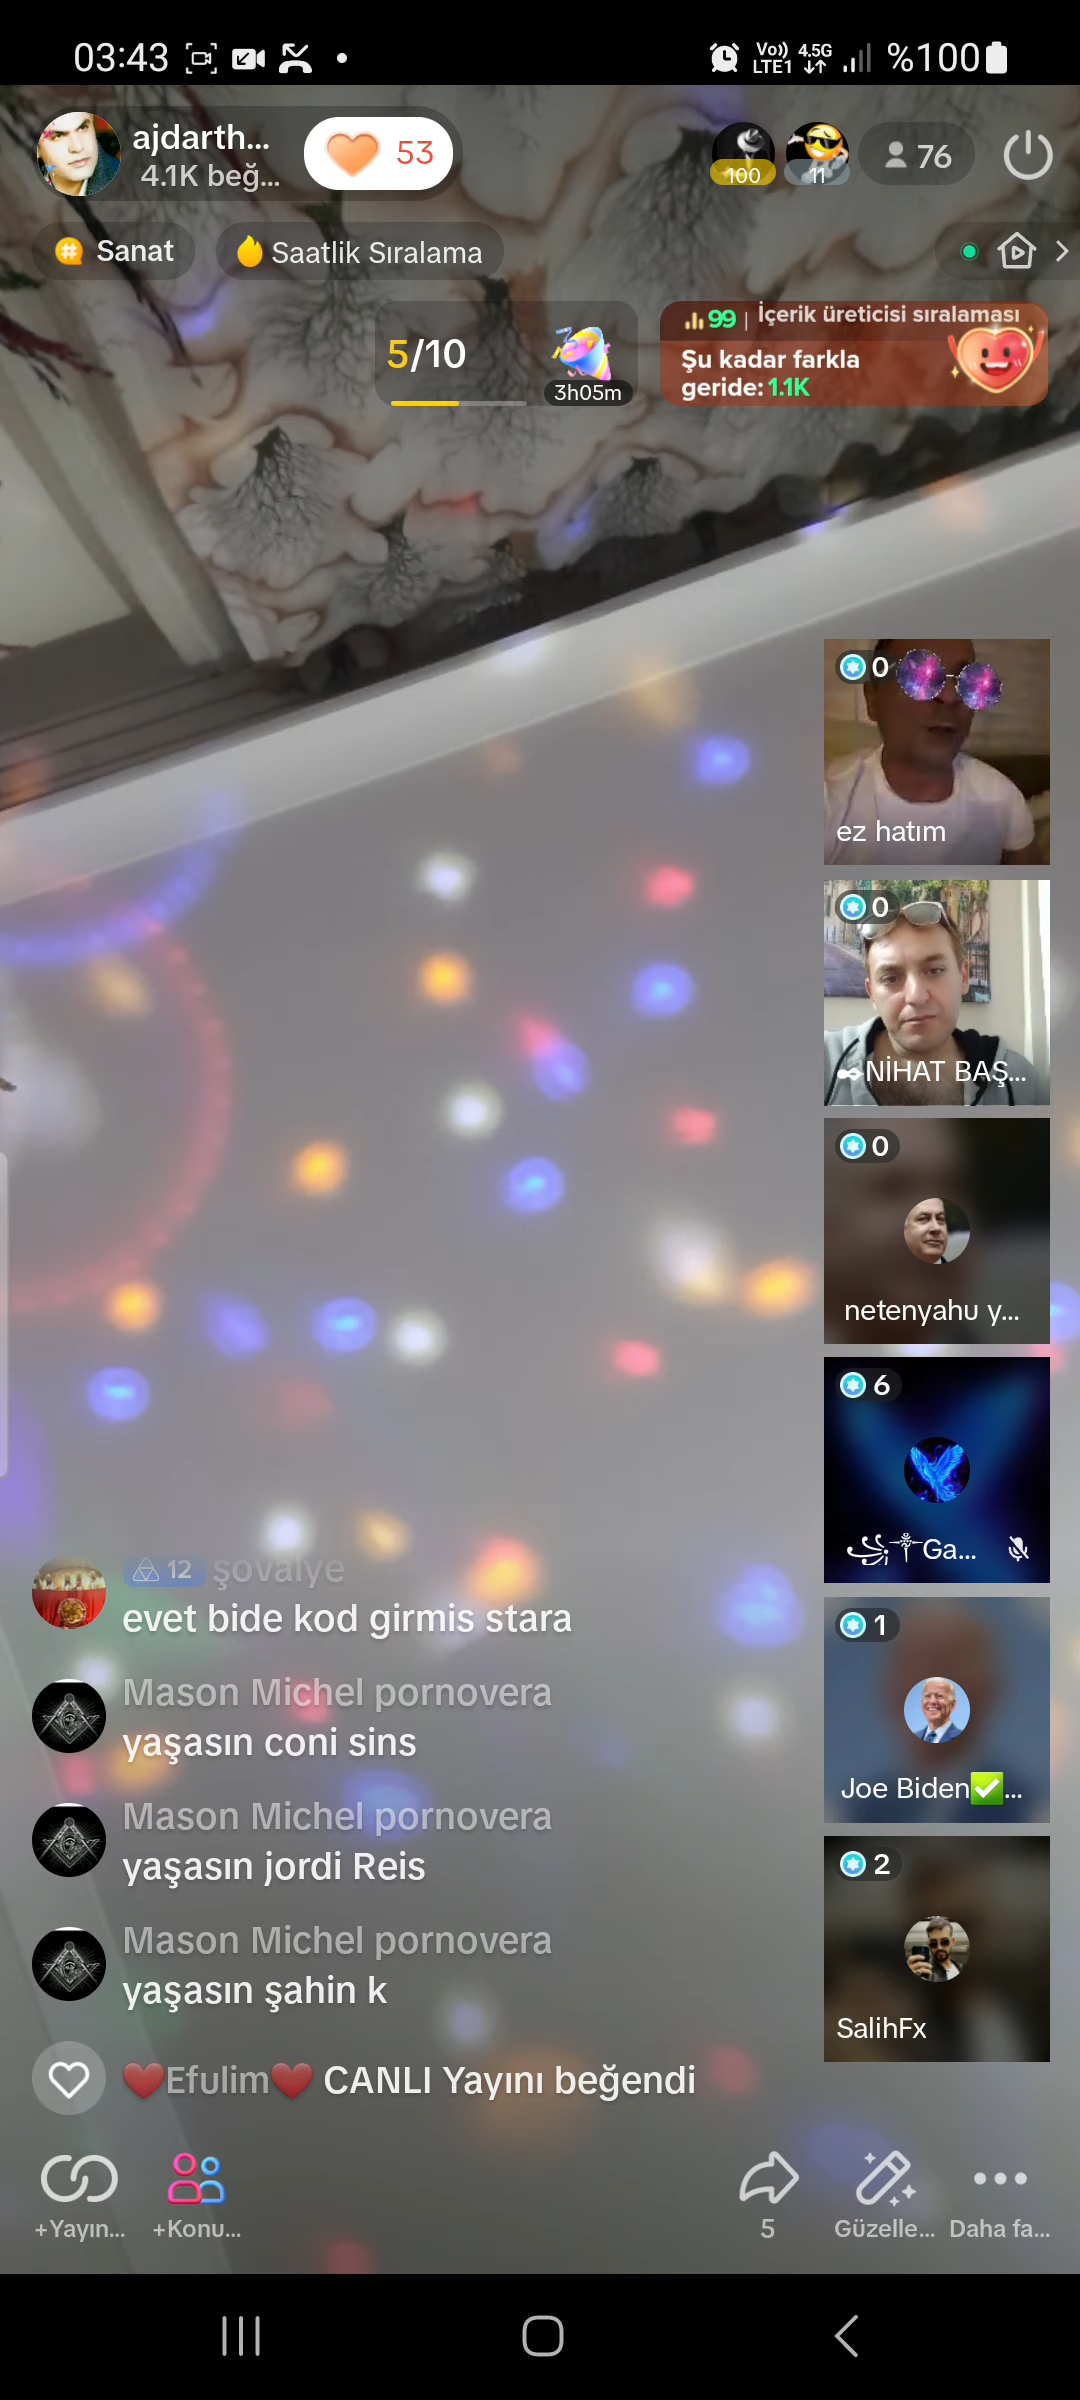 03:43
Vo)) LTE1
4.5G
%100
ajdarth...
4.1K beğ...
53
100
11
76
Sanat
Saatlik Sıralama
5/10
3h05m
99 | İçerik üreticisi sıralaması
Şu kadar farkla
geride: 1.1K
0
ez hatım
0
✒NİHAT BAŞ...
0
netenyahu y...
6
꧁༒Ga...
1
Joe Biden✅...
2
SalihFx
12 şovalye
evet bide kod girmis stara
Mason Michel pornovera
yaşasın coni sins
Mason Michel pornovera
yaşasın jordi Reis
Mason Michel pornovera
yaşasın şahin k
❤️Efulim❤️ CANLI Yayını beğendi
+Yayın...
+Konu...
5
Güzelle...
Daha fa...